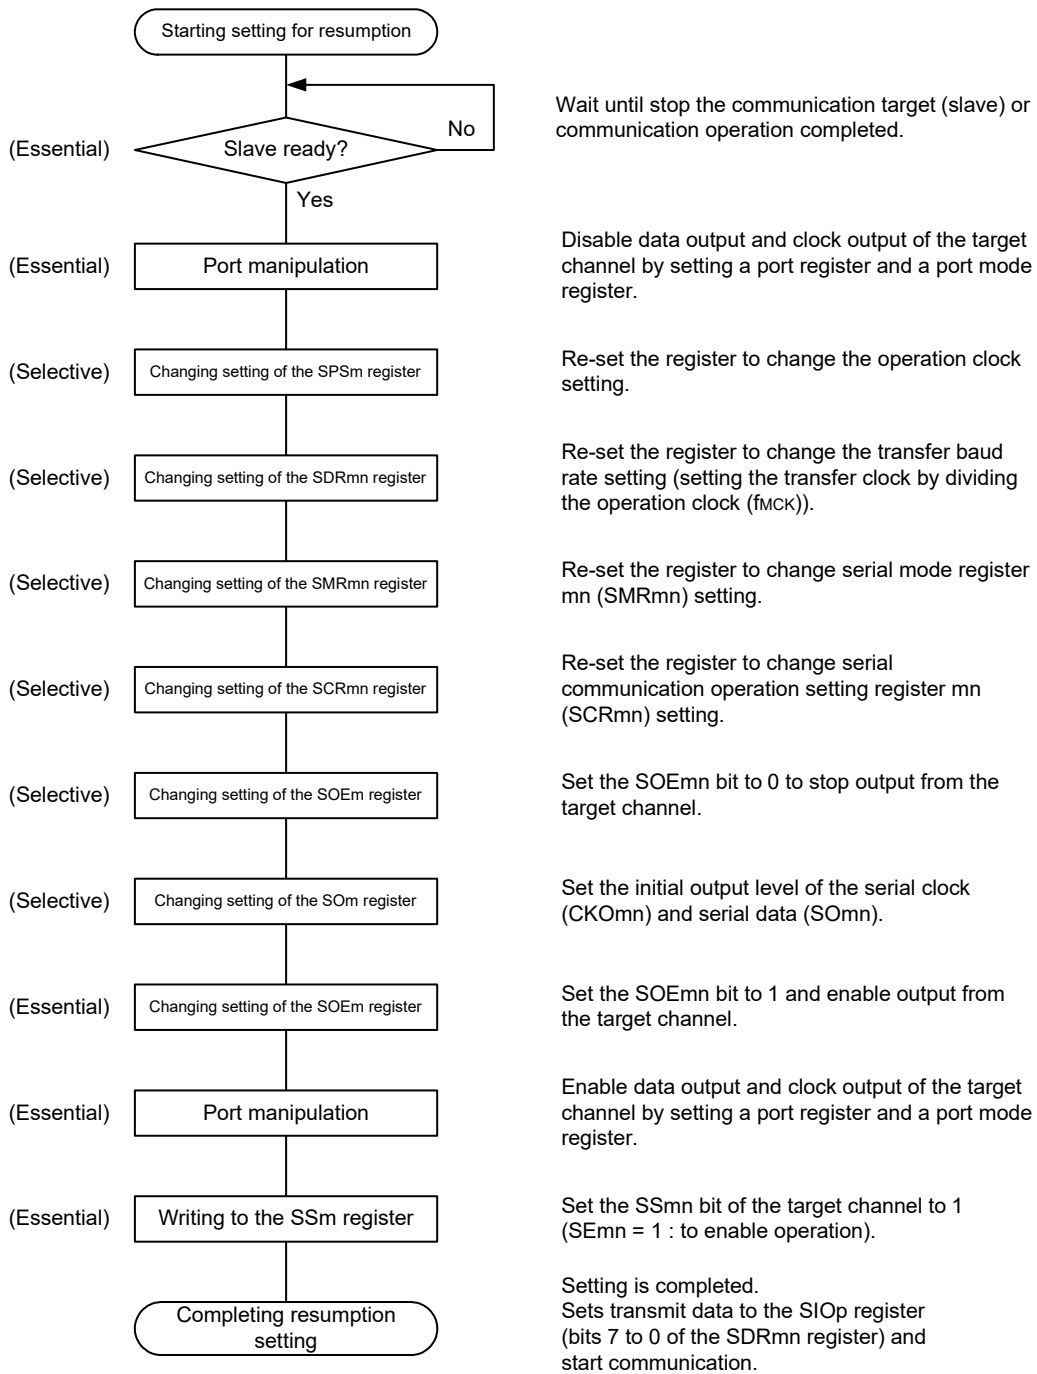 Starting setting for resumption
Wait until stop the communication target (slave) or
communication operation completed.
No
(Essential)
Slave ready?
Yes
(Essential)
Port manipulation
Disable data output and clock output of the target
channel by setting a port register and a port mode
register.
(Selective)
Changing setting of the SPSm register
Re-set the register to change the operation clock
setting.
(Selective)
Changing setting of the SDRmn register
Re-set the register to change the transfer baud
rate setting (setting the transfer clock by dividing
the operation clock (fMCK)).
(Selective)
Changing setting of the SMRmn register
Re-set the register to change serial mode register
mn (SMRmn) setting.
(Selective)
Changing setting of the SCRmn register
Re-set the register to change serial
communication operation setting register mn
(SCRmn) setting.
(Selective)
Changing setting of the SOEm register
Set the SOEmn bit to 0 to stop output from the
target channel.
(Selective)
Changing setting of the SOm register
Set the initial output level of the serial clock
(CKOmn) and serial data (SOmn).
(Essential)
Changing setting of the SOEm register
Set the SOEmn bit to 1 and enable output from
the target channel.
(Essential)
Port manipulation
Enable data output and clock output of the target
channel by setting a port register and a port mode
register.
(Essential)
Writing to the SSm register
Set the SSmn bit of the target channel to 1
(SEmn = 1 : to enable operation).
Completing resumption
setting
Setting is completed.
Sets transmit data to the SIOp register
(bits 7 to 0 of the SDRmn register) and
start communication.